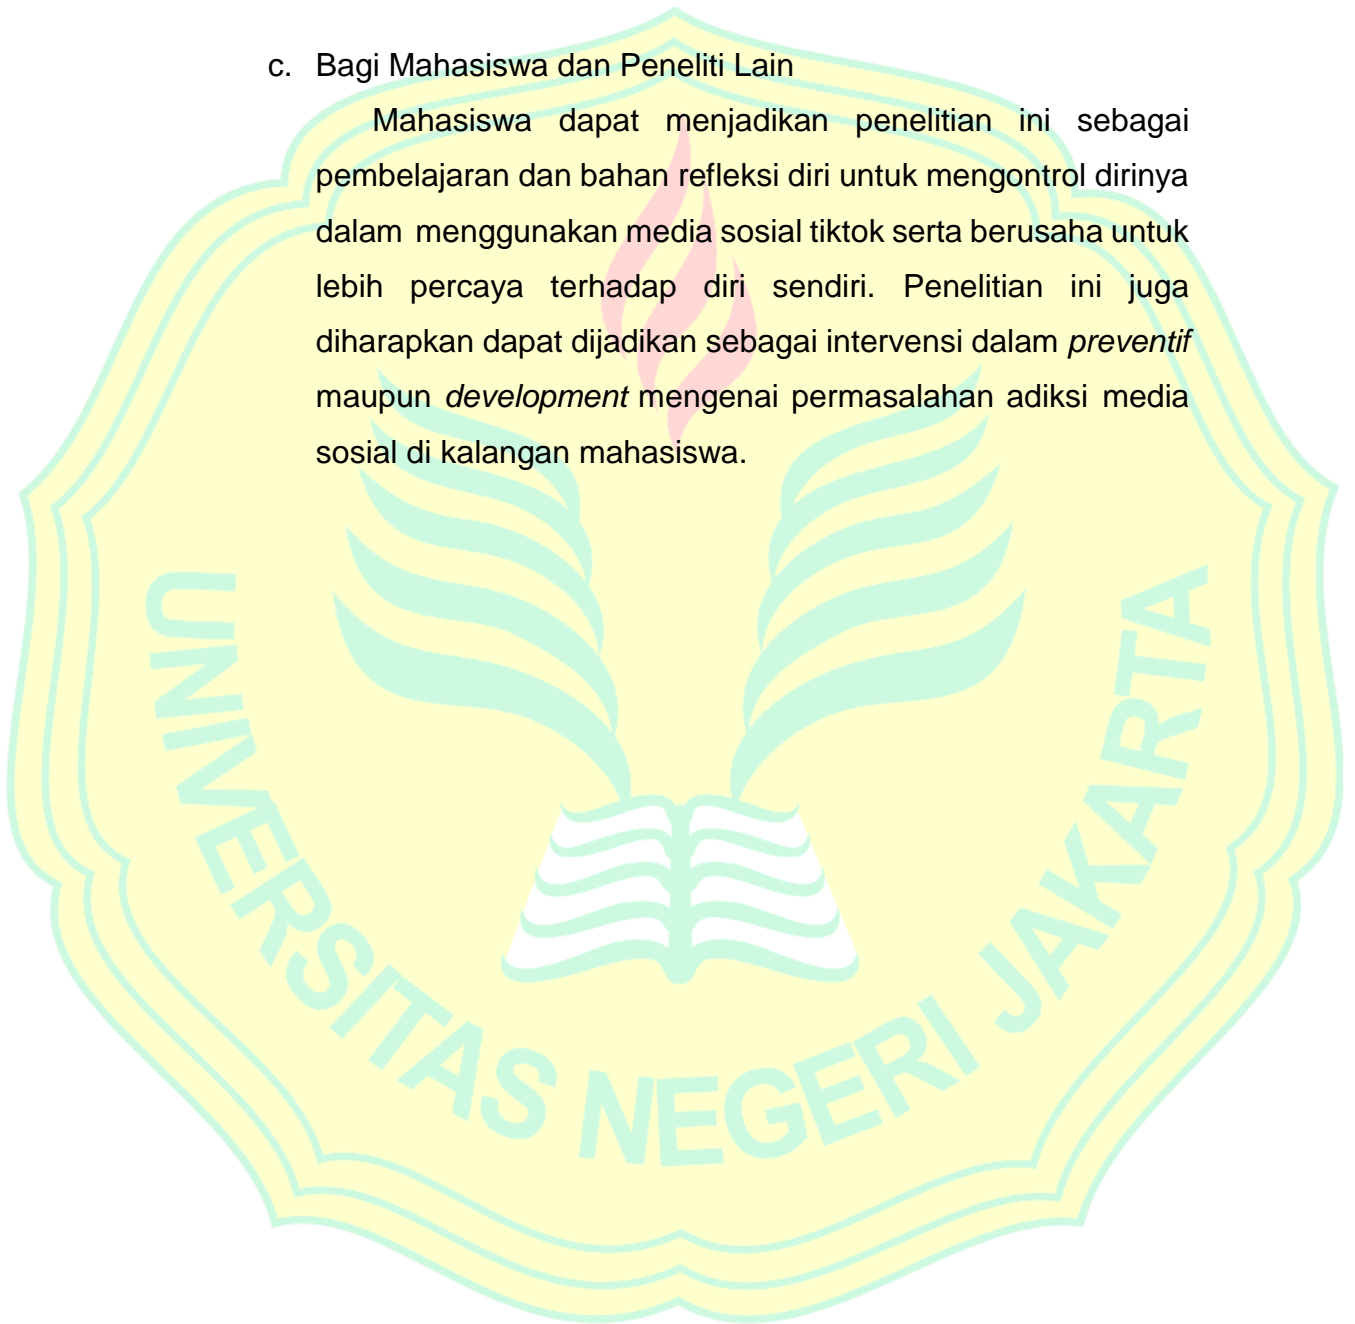 c. Bagi Mahasiswa dan Peneliti Lain
Mahasiswa dapat menjadikan penelitian ini sebagai
pembelajaran dan bahan refleksi diri untuk mengontrol dirinya
dalam menggunakan media sosial tiktok serta berusaha untuk
lebih percaya terhadap diri sendiri. Penelitian ini juga
diharapkan dapat dijadikan sebagai intervensi dalam preventif
maupun development mengenai permasalahan adiksi media
sosial di kalangan mahasiswa.
UNIVERSITAS NEGERI JAKARTA